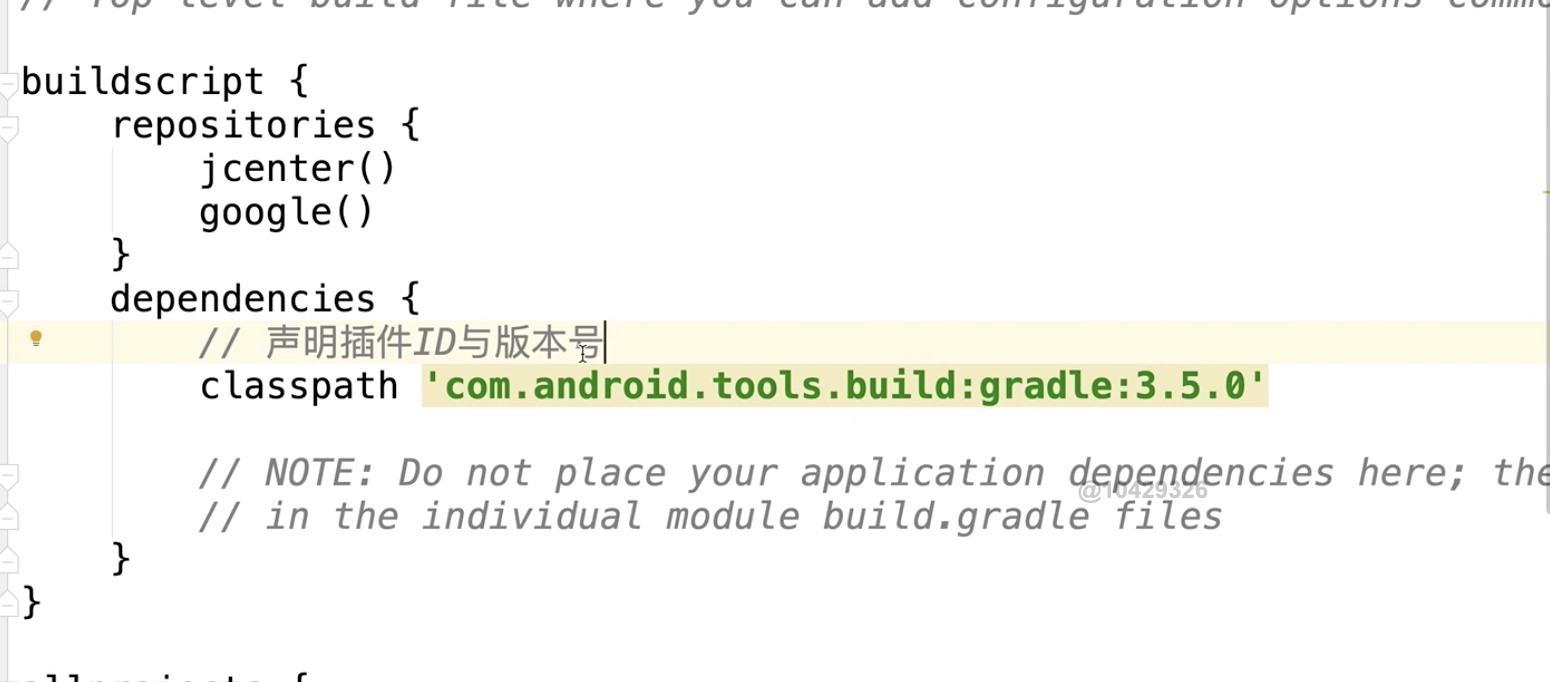 // Top-level build file where you can add configuration options commo
buildscript {
repositories {
jcenter()
google()
}
dependencies {
// 声明插件ID与版本号
classpath 'com.android.tools.build:gradle:3.5.0'
// NOTE: Do not place your application dependencies here; the
@10429326
// in the individual module build.gradle files
}
}
allprojects {